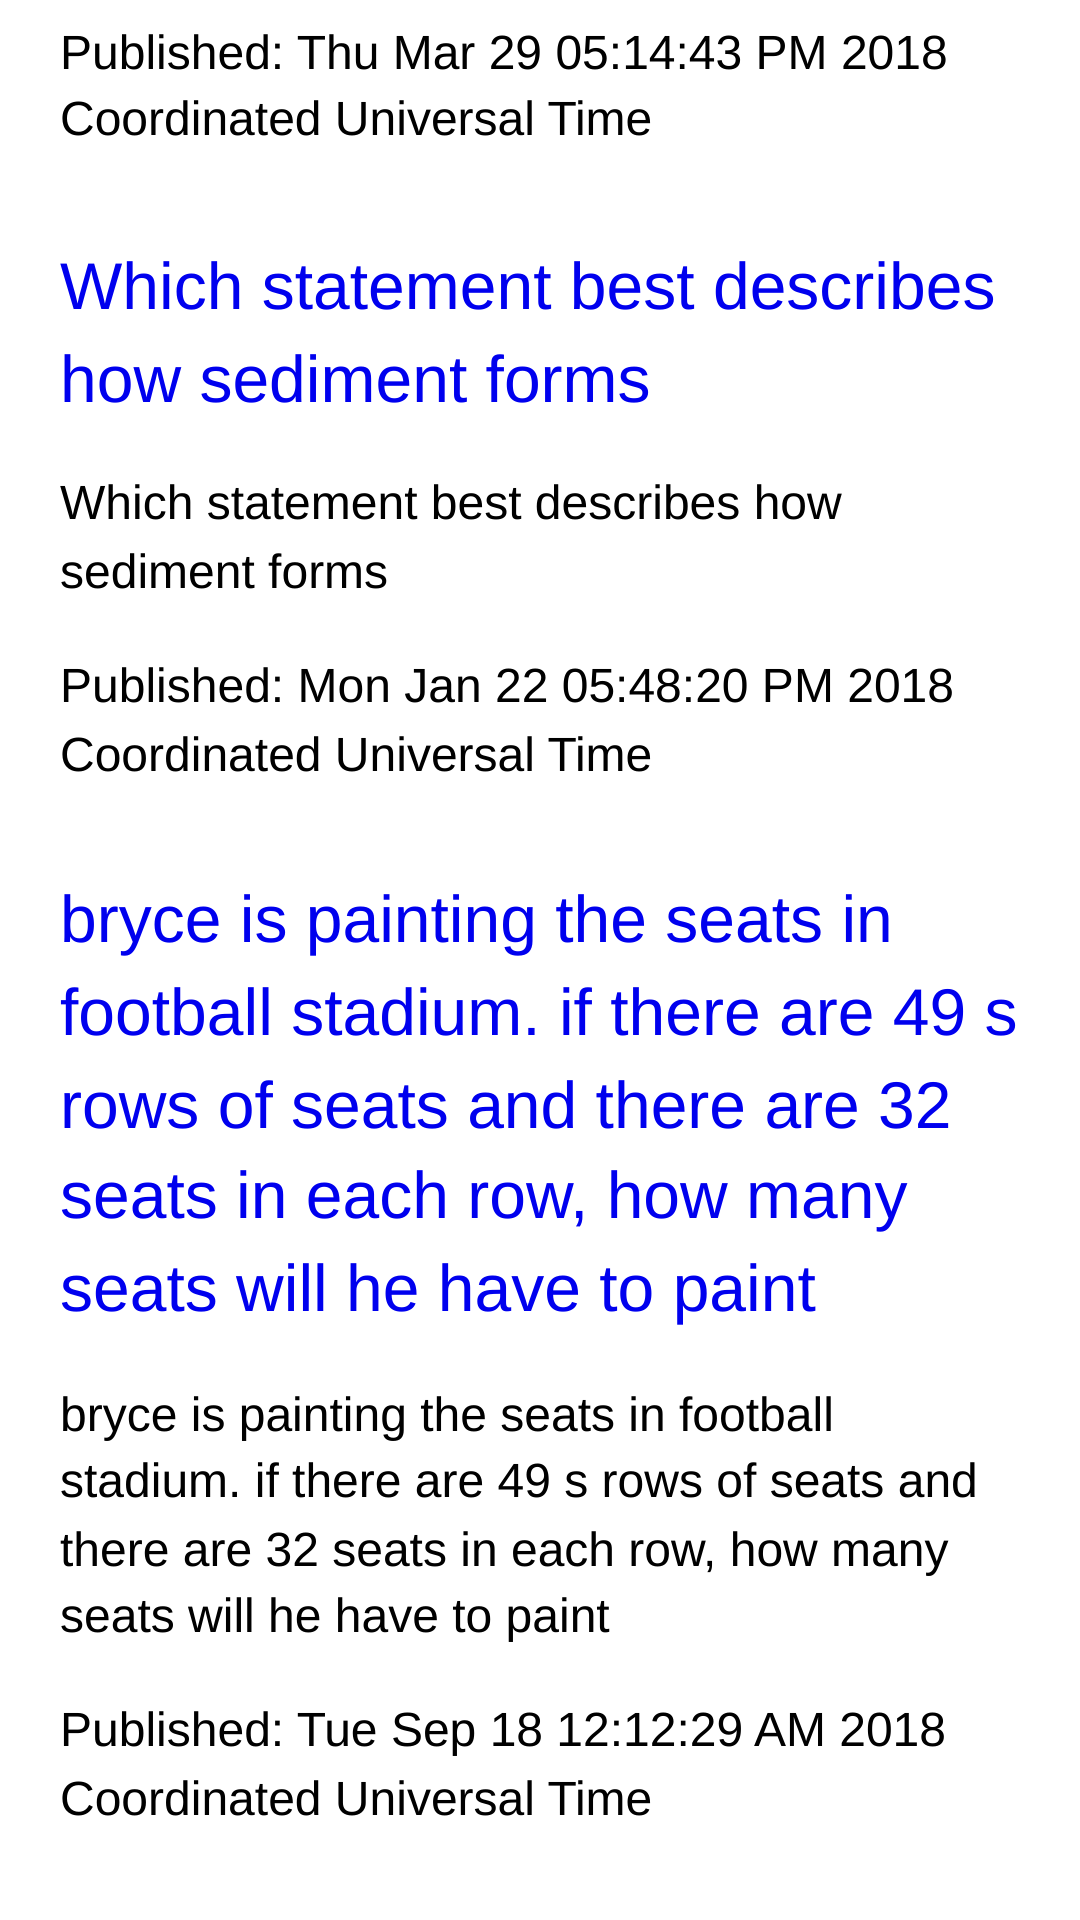 Published: Thu Mar 29 05:14:43 PM 2018
Coordinated Universal Time
Which statement best describes
how sediment forms
Which statement best describes how
sediment forms
Published: Mon Jan 22 05:48:20 PM 2018
Coordinated Universal Time
bryce is painting the seats in
football stadium. if there are 49 s
rows of seats and there are 32
seats in each row, how many
seats will he have to paint
bryce is painting the seats in football
stadium. if there are 49 s rows of seats and
there are 32 seats in each row, how many
seats will he have to paint
Published: Tue Sep 18 12:12:29 AM 2018
Coordinated Universal Time